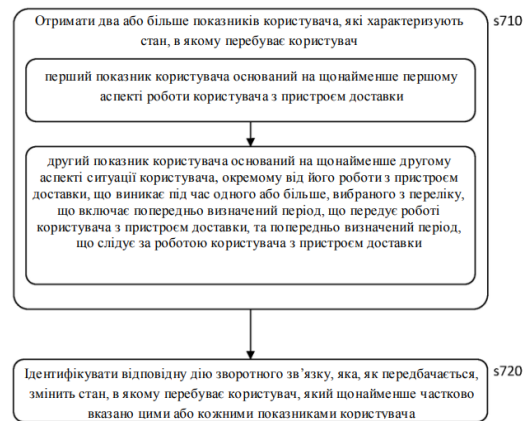 Отримати два або більше показників користувача, які характеризують
стан, в якому перебуває користувач
s710
перший показник користувача оснований на щонайменше першому
аспекті роботи користувача з пристроєм доставки
другий показник користувача оснований на щонайменше другому
аспекті ситуації користувача, окремому від його роботи з пристроєм
доставки, що виникає під час одного або більше, вибраного з переліку,
що включає попередньо визначений період, що передує роботі
користувача з пристроєм доставки, та попередньо визначений період,
що слідує за роботою користувача з пристроєм доставки
Ідентифікувати відповідну дію зворотного зв’язку, яка, як передбачається,
змінить стан, в якому перебуває користувач, який щонайменше частково
вказано цими або кожними показниками користувача
s720